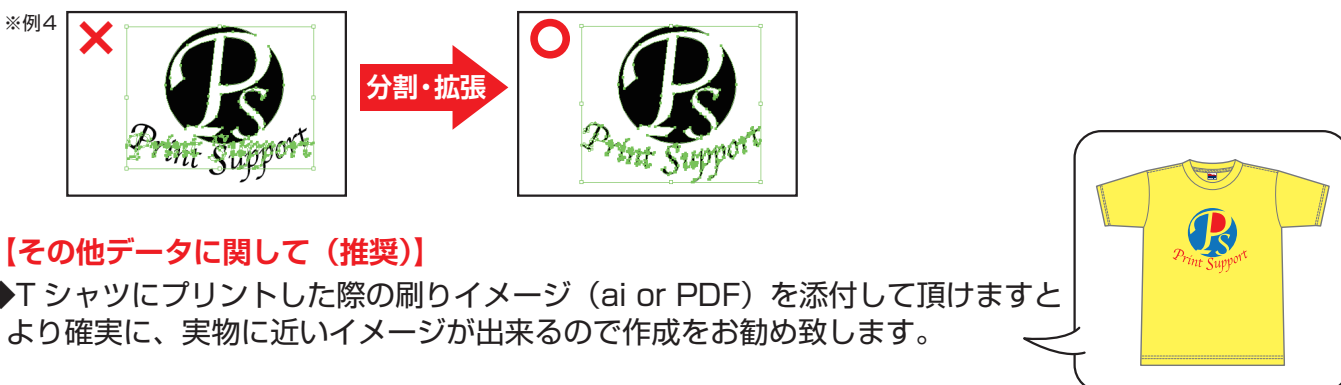 ※例4
Ps
Print Support
分割・拡張
Ps
Print Support
【その他データに関して（推奨）】
◆T シャツにプリントした際の刷りイメージ（ai or PDF）を添付して頂けますと
より確実に、実物に近いイメージが出来るので作成をお勧め致します。
Ps
Print Support